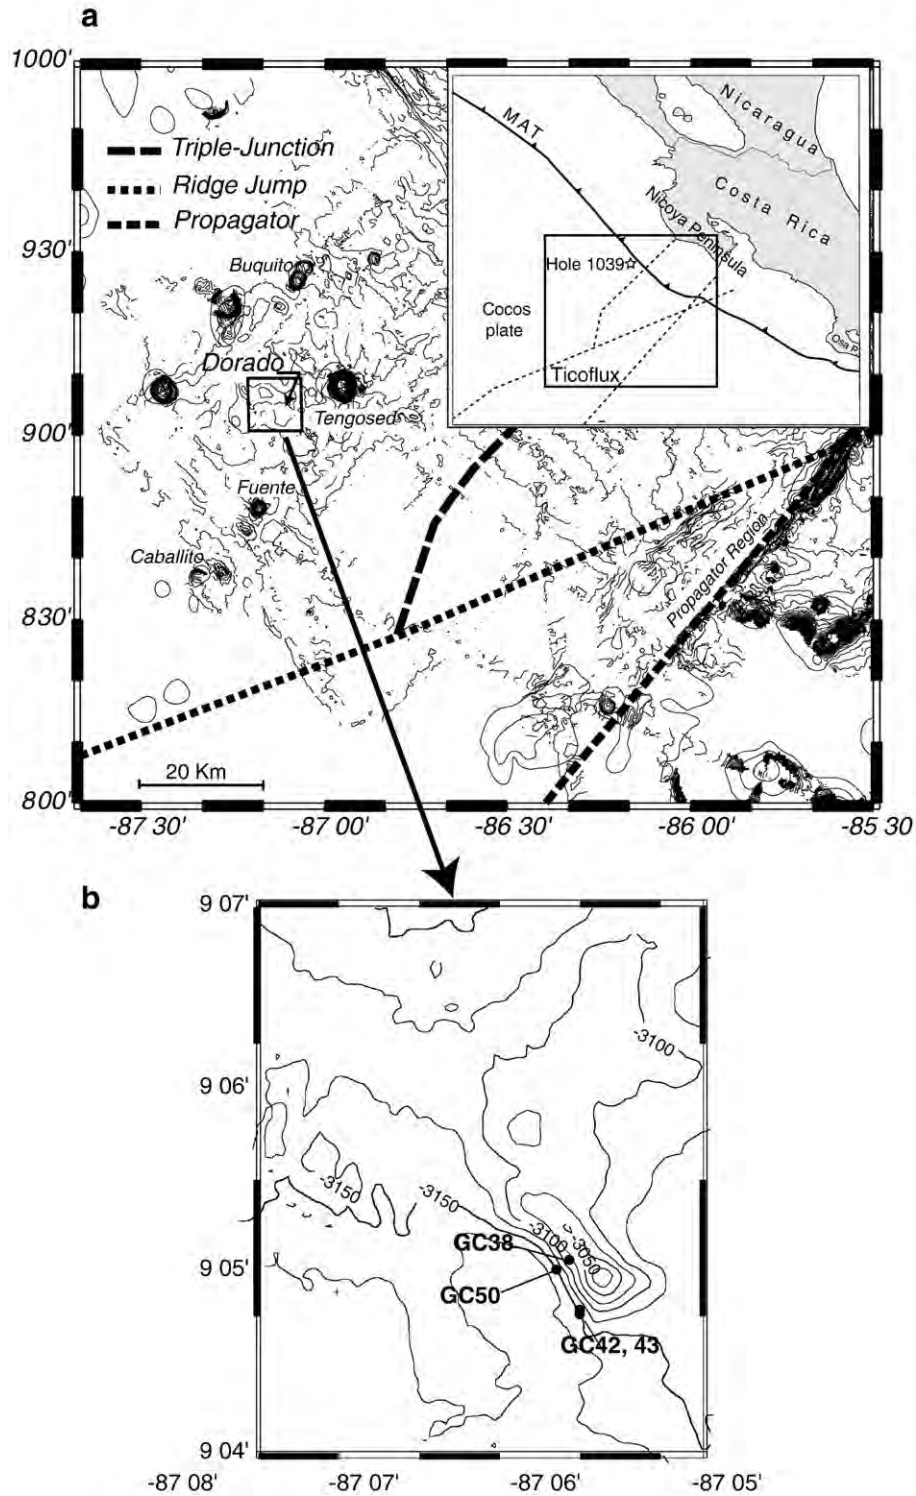 a
1000'
930'
900'
830'
800'
Triple-Junction
Ridge Jump
Propagator
Buquito
Dorado
Tengosed
Fuente
Caballito
20 Km
Propagator Region
MAT
Nicaragua
Costa Rica
Nicoya Peninsula
Hole 1039
Cocos
plate
Ticoflux
Osa P.
-87 30'
-87 00'
-86 30'
-86 00'
-85 30
b
9 07'
9 06'
9 05'
9 04'
-3100
-3150
-3150
-3100
-3050
GC38
GC50
GC42, 43
-87 08'
-87 07'
-87 06'
-87 05'